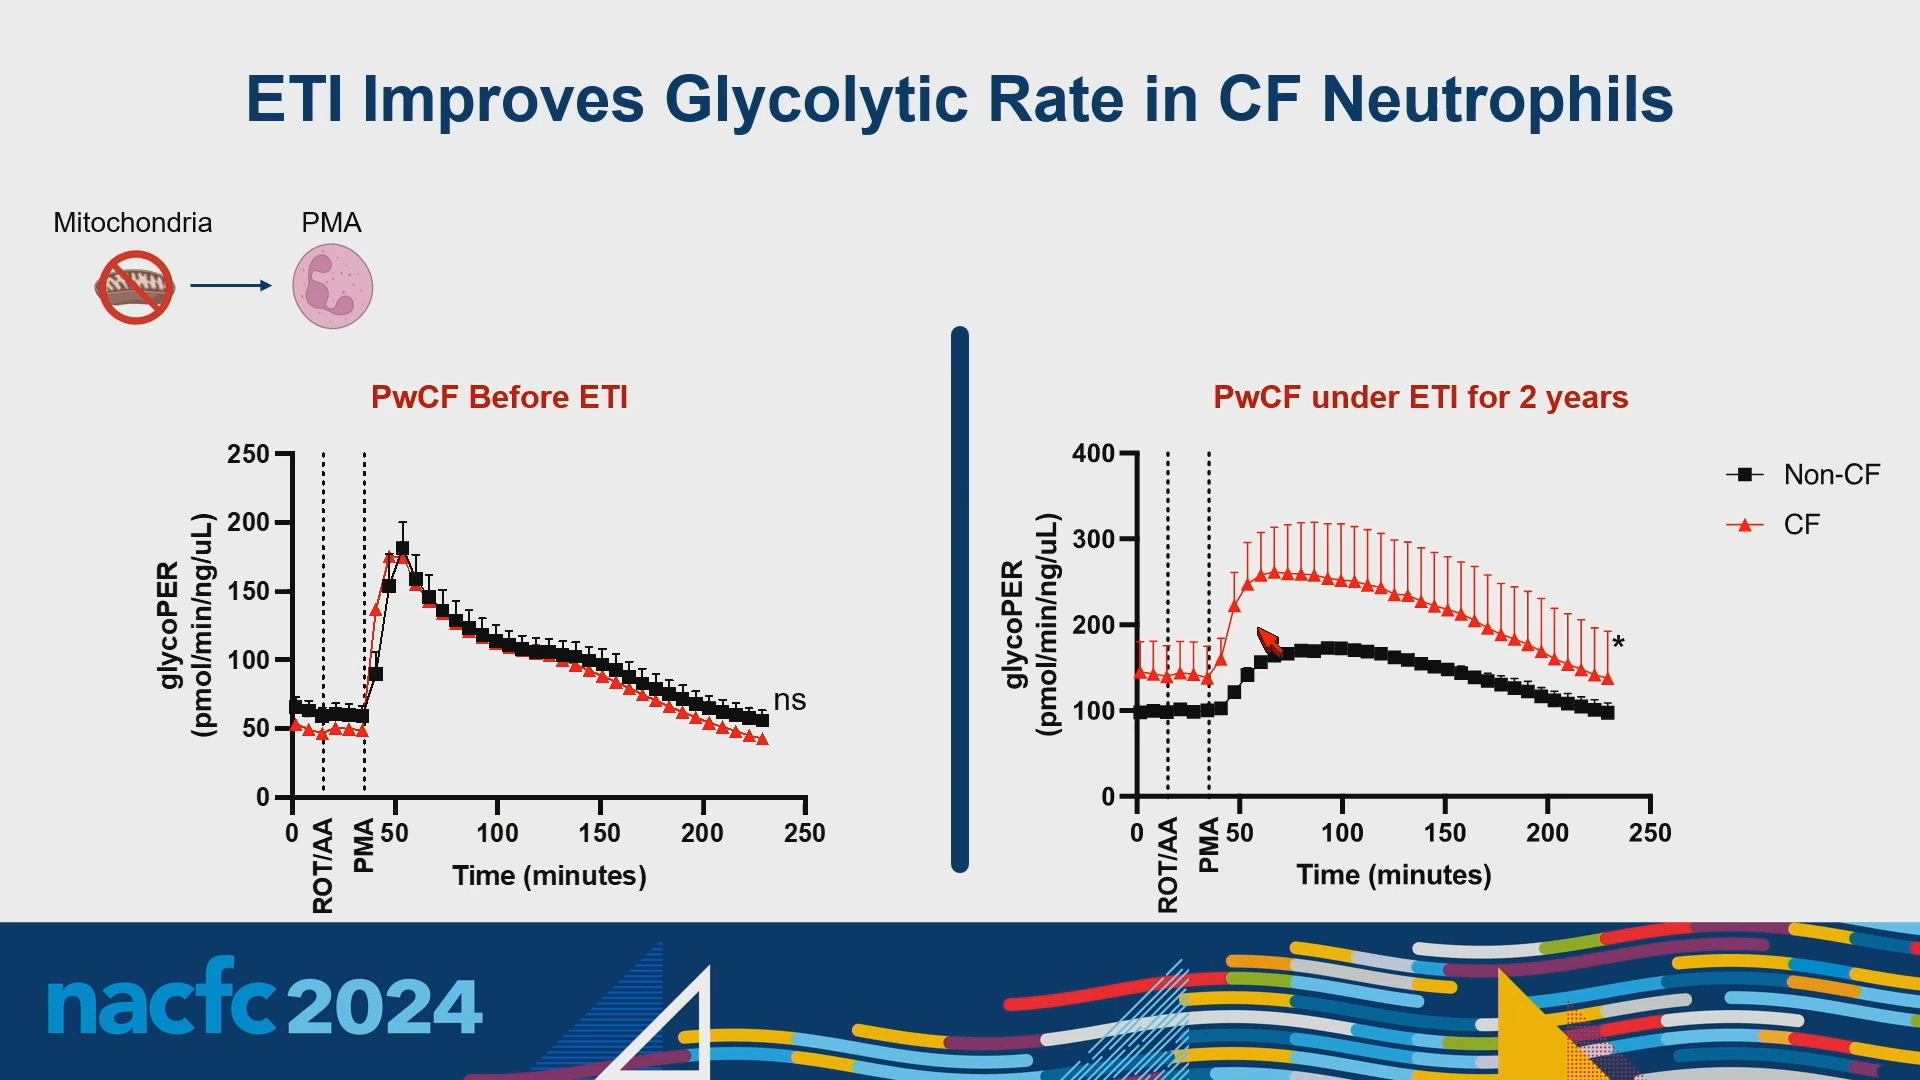 ETI Improves Glycolytic Rate in CF Neutrophils
Mitochondria
PMA
PwCF Before ETI
glycoPER
(pmol/min/ng/uL)
250
200
150
100
50
0
ns
0
50
100
150
200
250
ROT/AA
PMA
Time (minutes)
PwCF under ETI for 2 years
glycoPER
(pmol/min/ng/uL)
400
300
200
100
0
*
0
50
100
150
200
250
ROT/AA
PMA
Time (minutes)
Non-CF
CF
nacfc 2024